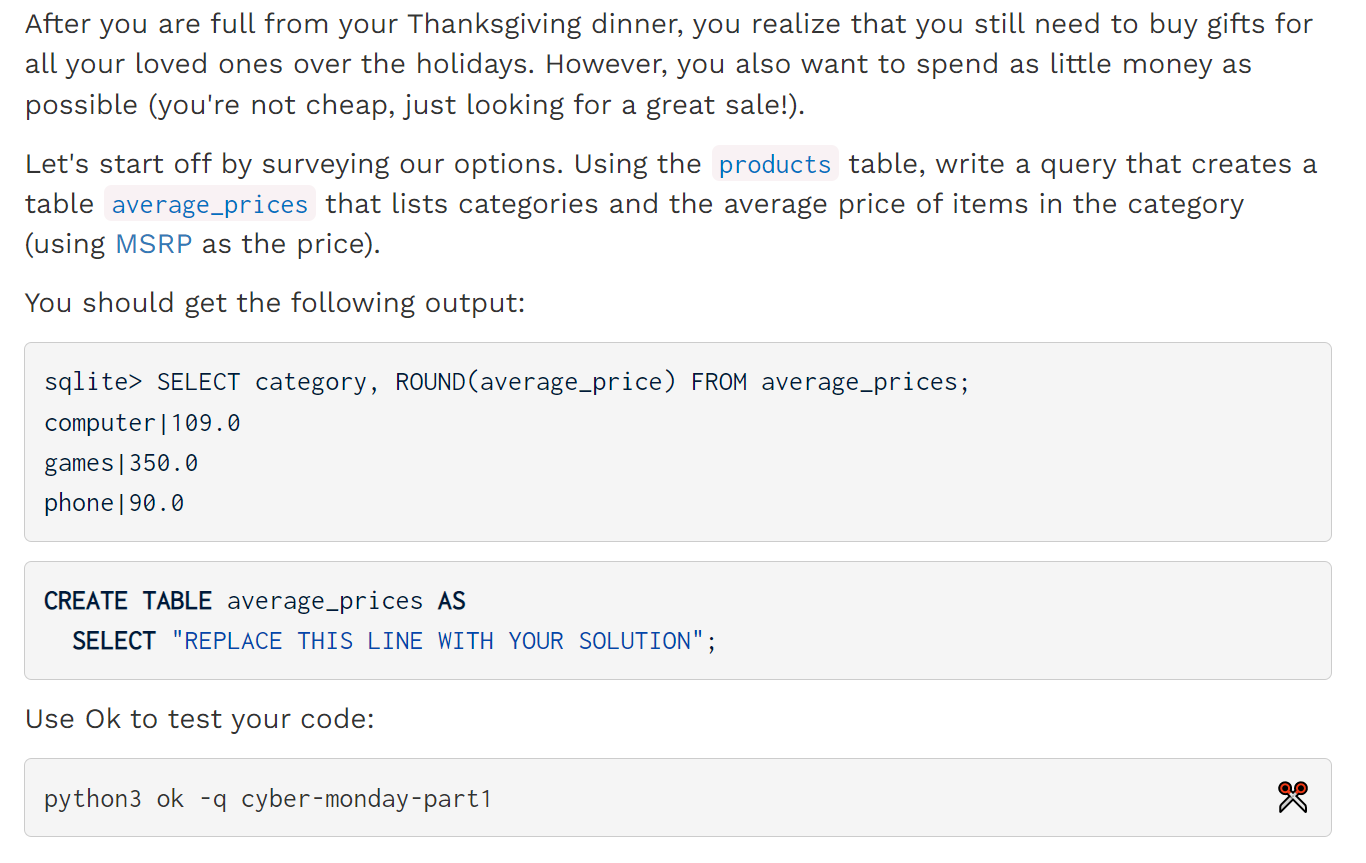 After you are full from your Thanksgiving dinner, you realize that you still need to buy gifts for
all your loved ones over the holidays. However, you also want to spend as little money as
possible (you're not cheap, just looking for a great sale!).
Let's start off by surveying our options. Using the products table, write a query that creates a
table average_prices that lists categories and the average price of items in the category
(using MSRP as the price).
You should get the following output:
sqlite> SELECT category, ROUND(average_price) FROM average_prices;
computer|109.0
games|350.0
phone|90.0
CREATE TABLE average_prices AS
SELECT "REPLACE THIS LINE WITH YOUR SOLUTION";
Use Ok to test your code:
python3 ok -q cyber-monday-part1